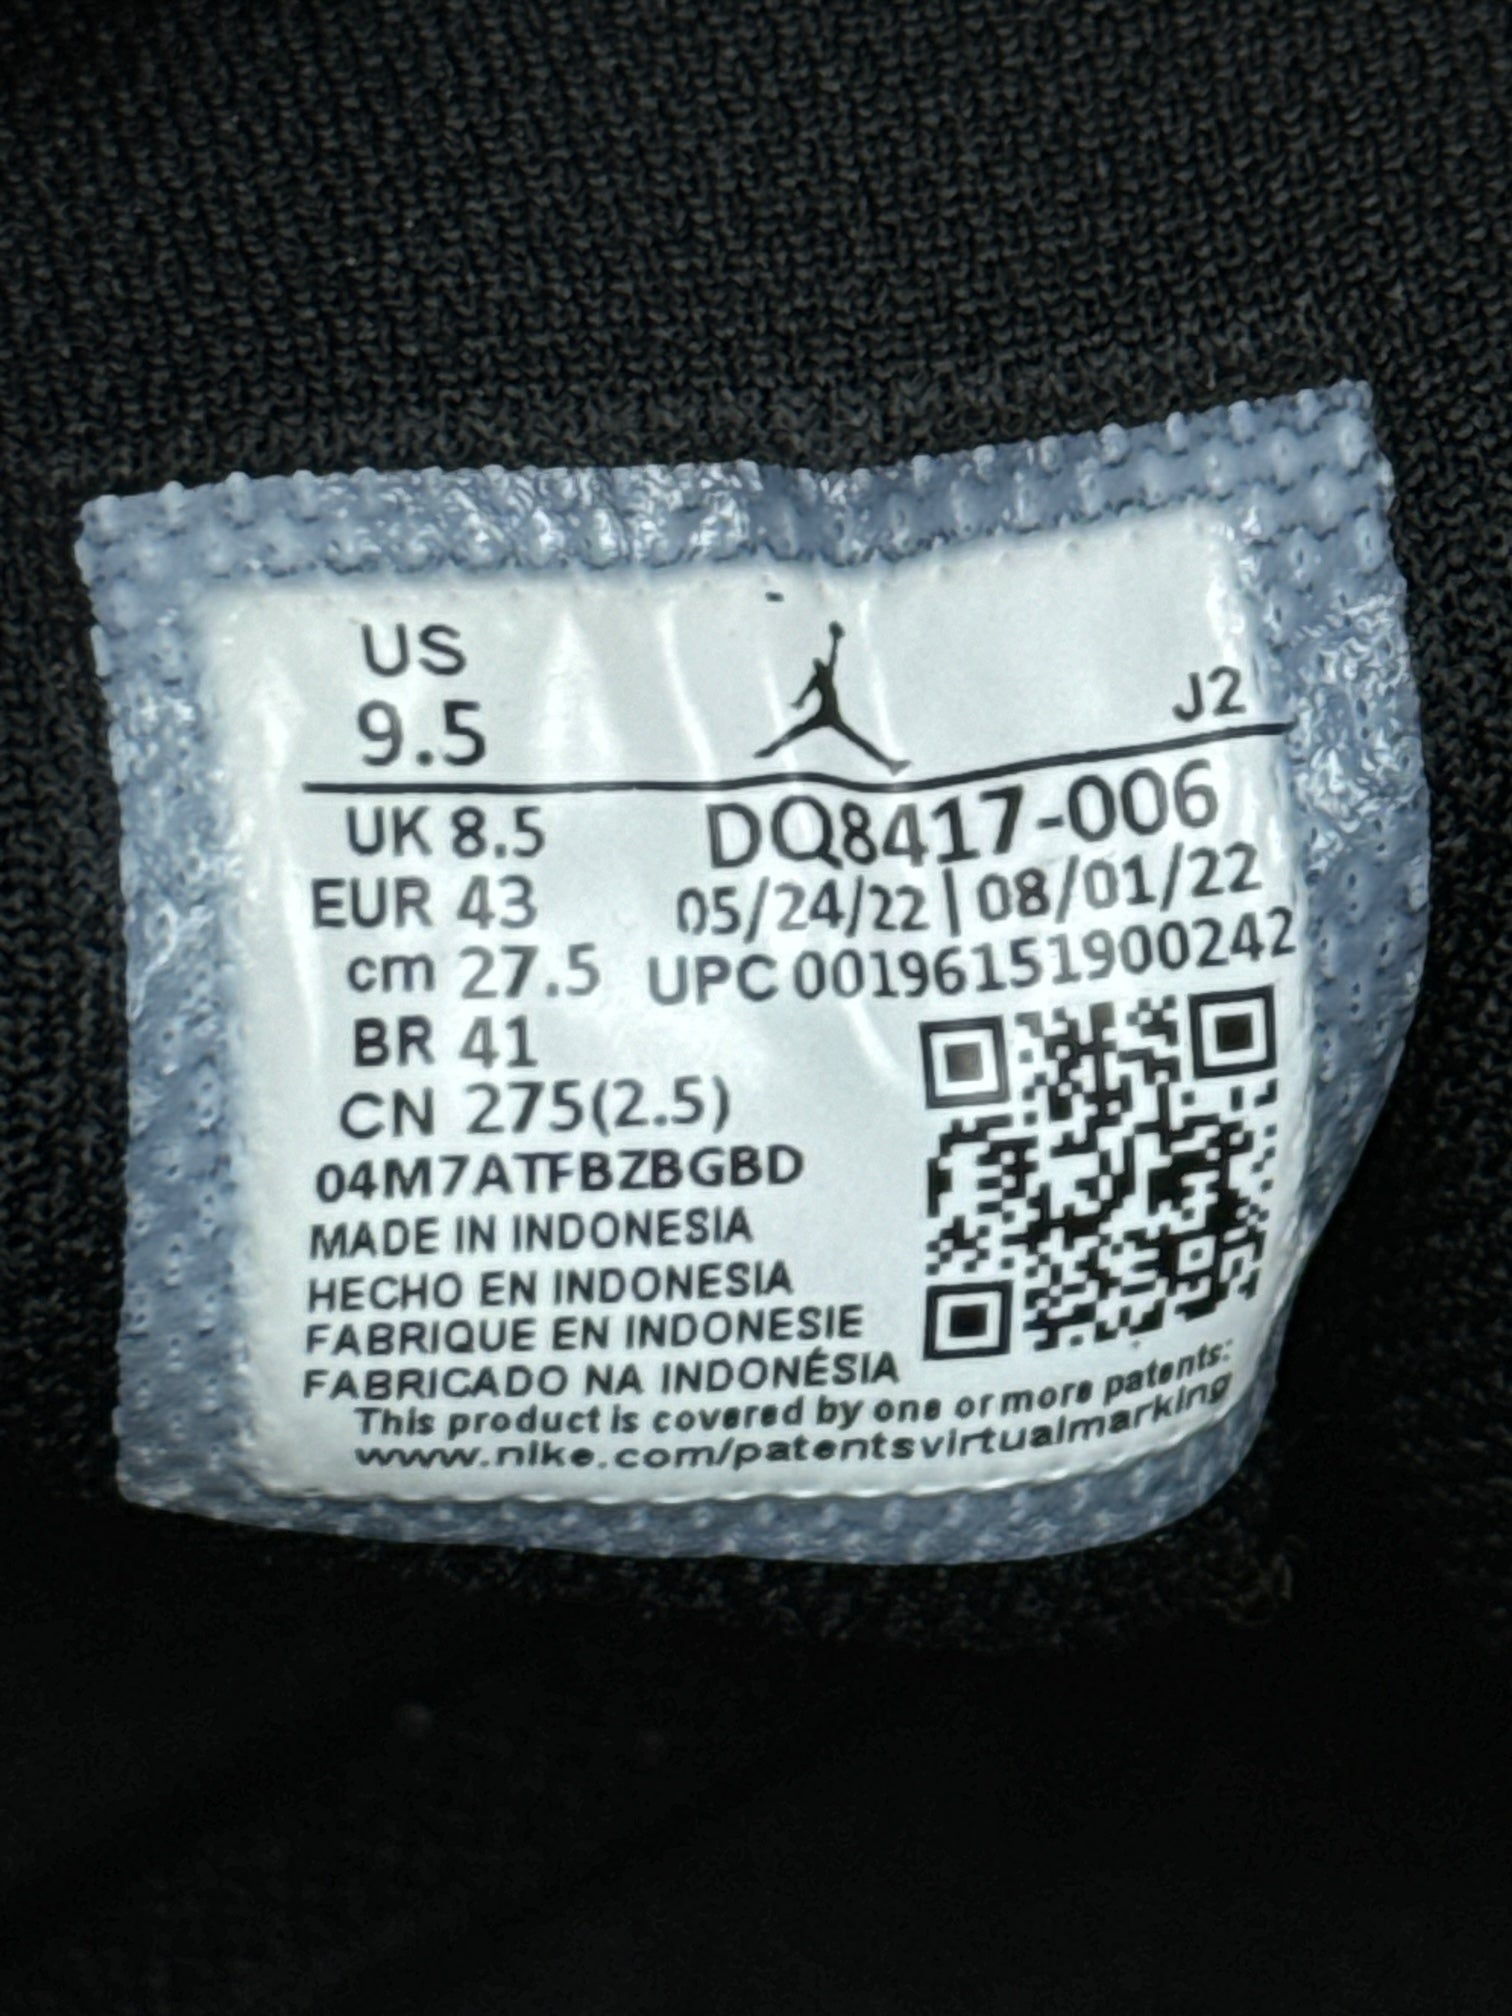 US
9.5
J2
UK 8.5
DQ8417-006
EUR 43
05/24/22 | 08/01/22
cm 27.5
UPC 00196151900242
BR 41
CN 275(2.5)
04M7ATFBZBGBD
MADE IN INDONESIA
HECHO EN INDONESIA
FABRIQUE EN INDONESIE
FABRICADO NA INDONÉSIA
This product is covered by one or more patents:
www.nike.com/patentsvirtualmarking